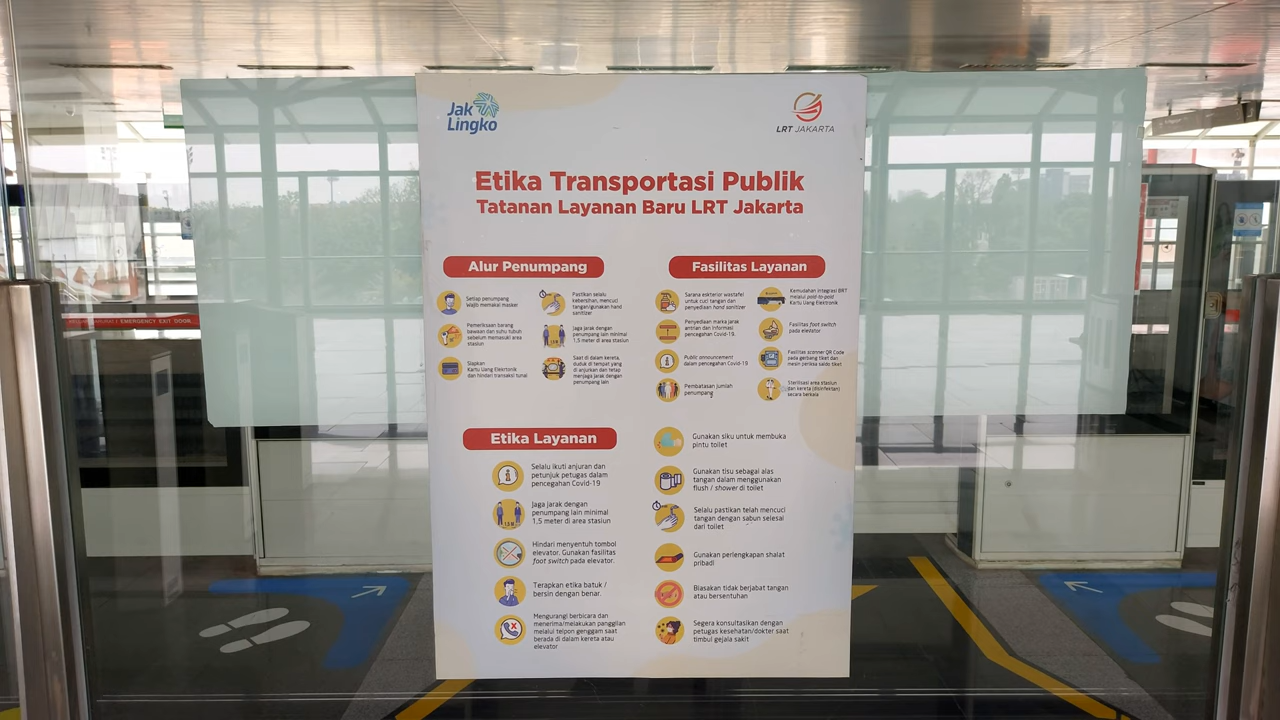 Jak
Lingko
LRT JAKARTA
Etika Transportasi Publik
Tatanan Layanan Baru LRT Jakarta
Alur Penumpang
Setiap penumpang
Wajib memakai masker
Pemeriksaan barang
bawaan dan suhu tubuh
sebelum memasuki area
stasiun
Siapkan
Kartu Uang Elektronik
dan hindari transaksi tunai
Pastikan selalu
kebersihan, mencuci
tangan/gunakan hand
sanitizer
Jaga jarak dengan
penumpang lain minimal
1,5 meter di area stasiun
Saat di dalam kereta,
duduk di tempat yang
di anjurkan dan tetap
menjaga jarak dengan
penumpang lain
Fasilitas Layanan
Sarana wastafel
untuk cuci tangan dan
penyediaan hand sanitizer
Penyediaan marka jarak
antrian dan informasi
pencegahan Covid-19.
Public announcement
dalam pencegahan Covid-19
Pembatasan jumlah
penumpang
Kemudahan integrasi BRT
melalui paid-to-paid
Kartu Uang Elektronik
Fasilitas foot switch
pada elevator
Fasilitas scanner QR Code
pada gerbang tiket dan
mesin periksa saldo tiket
Sterilisasi area stasiun
dan kereta (disinfektan)
secara berkala
Etika Layanan
Selalu ikuti anjuran dan
petunjuk petugas dalam
pencegahan Covid-19
Jaga jarak dengan
penumpang lain minimal
1,5 meter di area stasiun
1.5 M
Hindari menyentuh tombol
elevator. Gunakan fasilitas
foot switch pada elevator.
Terapkan etika batuk /
bersin dengan benar.
Mengurangi berbicara dan
menerima/melakukan panggilan
melalui telpon genggam saat
berada di dalam kereta atau
elevator
Gunakan siku untuk membuka
pintu toilet
Gunakan tisu sebagai alas
tangan dalam menggunakan
flush / shower di toilet
Selalu pastikan telah mencuci
tangan dengan sabun selesai
dari toilet
Gunakan perlengkapan shalat
pribadi
Biasakan tidak berjabat tangan
atau bersentuhan
Segera konsultasikan dengan
petugas kesehatan/dokter saat
timbul gejala sakit
EMERGENCY EXIT DOOR